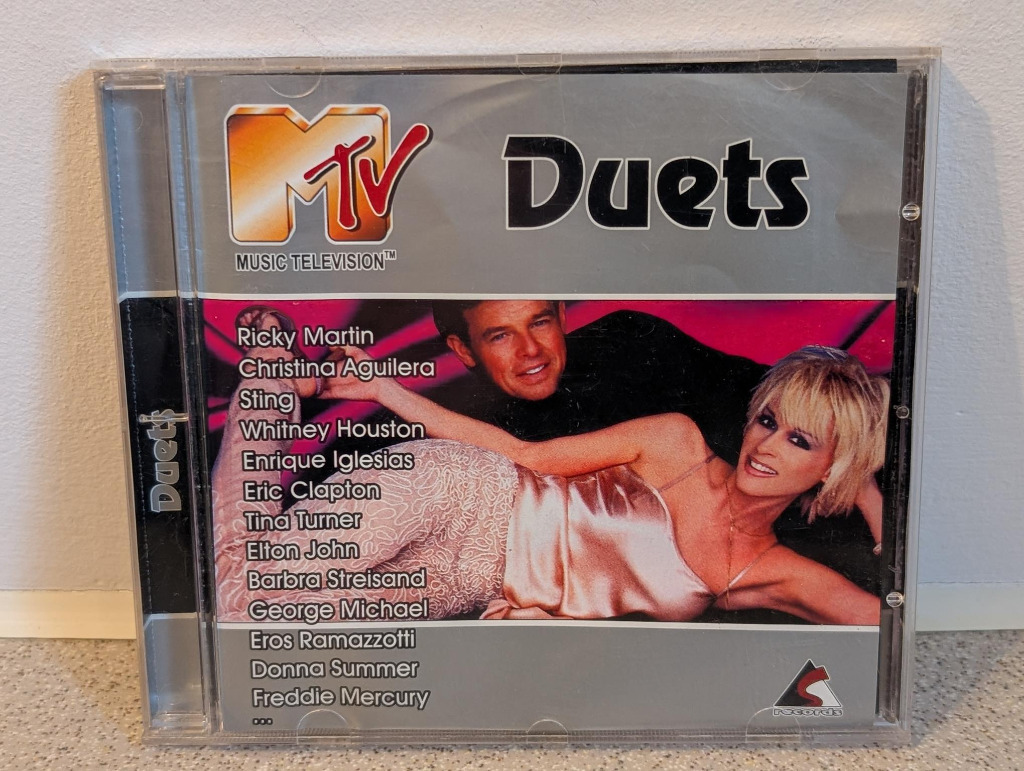 MTV
MUSIC TELEVISION™
Duets
Duets
Ricky Martin
Christina Aguilera
Sting
Whitney Houston
Enrique Iglesias
Eric Clapton
Tina Turner
Elton John
Barbra Streisand
George Michael
Eros Ramazzotti
Donna Summer
Freddie Mercury
...
S
records